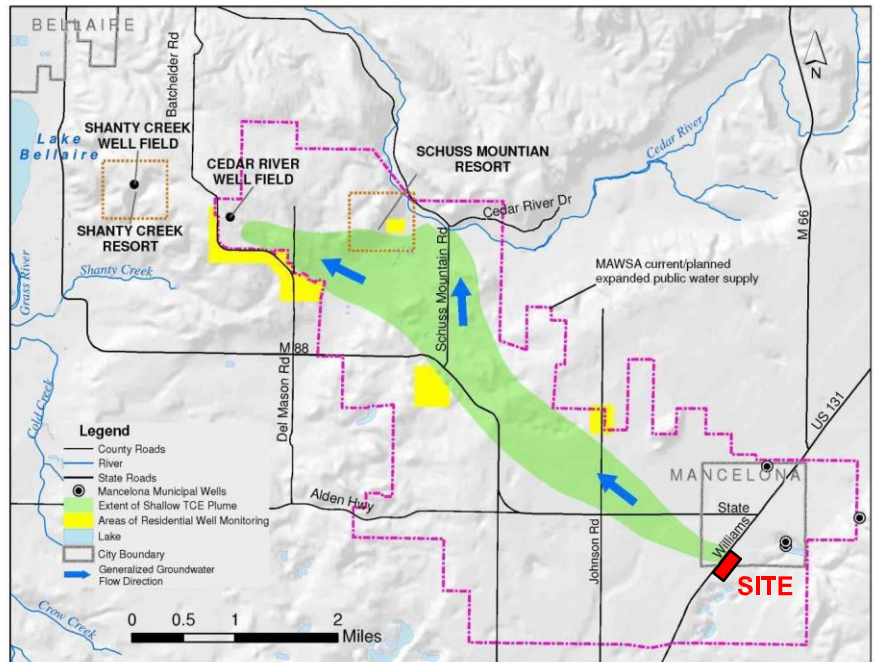 BELLAIRE
Batchelder Rd
N
Lake
Bellaire
SHANTY CREEK
WELL FIELD
CEDAR RIVER
WELL FIELD
SCHUSS MOUNTIAN
RESORT
Cedar River
Cedar River Dr
SHANTY CREEK
RESORT
M 66
Grass River
Shanty Creek
Schuss Mountain Rd
MAWSA current/planned
expanded public water supply
M 88
Del Mason Rd
Cold Creek
US 131
Legend
County Roads
River
State Roads
Mancelona Municipal Wells
Extent of Shallow TCE Plume
Areas of Residential Well Monitoring
Lake
City Boundary
Generalized Groundwater
Flow Direction
MANCELONA
Alden Hwy
State
Williams
Johnson Rd
SITE
Crow Creek
0 0.5 1 2
Miles